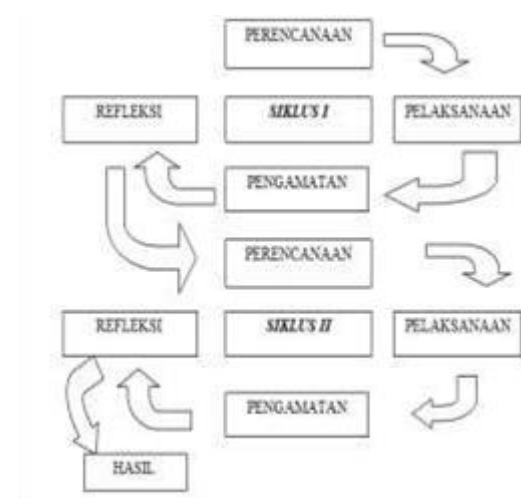 PERENCANAAN
REFLEKSI SIKLUS I PELAKSANAAN
PENGAMATAN
PERENCANAAN
REFLEKSI SIKLUS II PELAKSANAAN
PENGAMATAN
HASIL